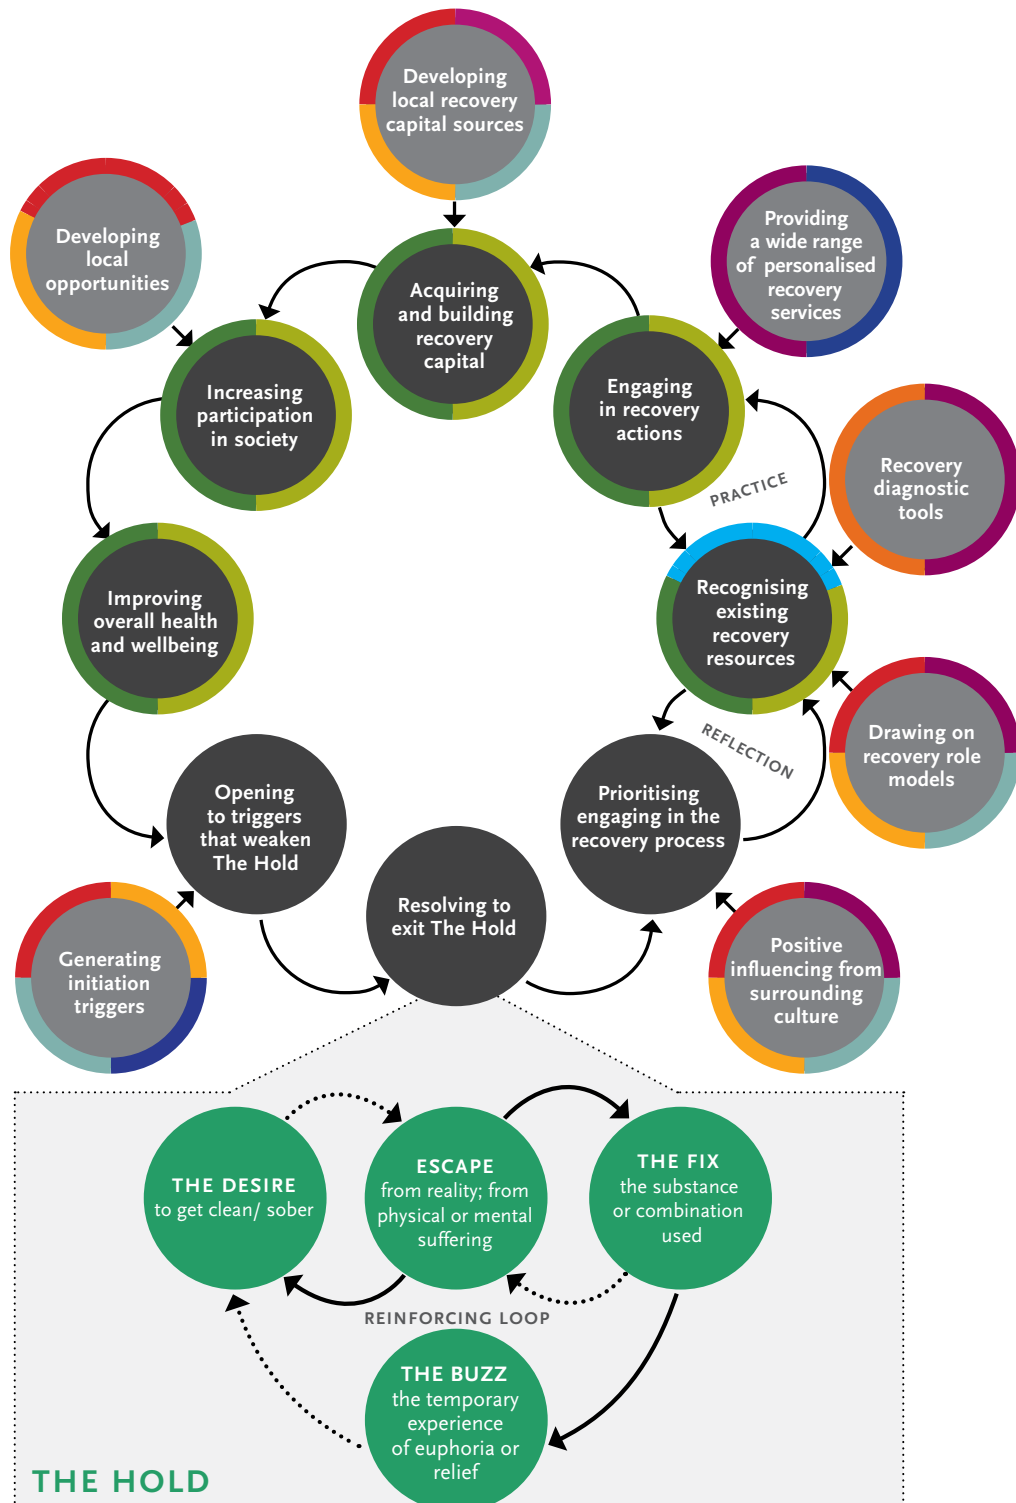 Developing
local recovery
capital sources
Developing
local
opportunities
Providing
a wide range
of personalised
recovery
services
Acquiring
and building
recovery
capital
Increasing
participation
in society
Engaging
in recovery
actions
PRACTICE
Recovery
diagnostic
tools
Improving
overall health
and wellbeing
Recognising
existing
recovery
resources
REFLECTION
Drawing on
recovery role
models
Opening
to triggers
that weaken
The Hold
Prioritising
engaging in the
recovery process
Resolving to
exit The Hold
Generating
initiation
triggers
Positive
influencing from
surrounding
culture
THE DESIRE
to get clean/ sober
ESCAPE
from reality; from
physical or mental
suffering
THE FIX
the substance
or combination
used
REINFORCING LOOP
THE BUZZ
the temporary
experience
of euphoria or
relief
THE HOLD